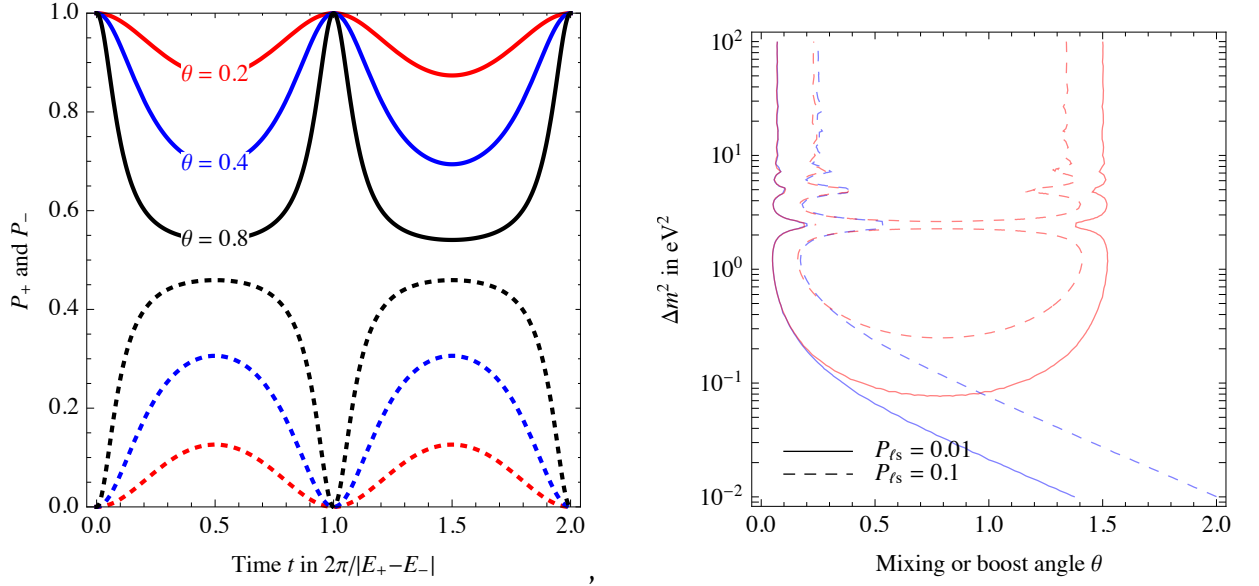 1.0
0.8
0.6
0.4
0.2
0.0
P₊ and P₋
θ = 0.2
θ = 0.4
θ = 0.8
0.0 0.5 1.0 1.5 2.0
Time t in 2π/|E₊−E₋|
,
10²
10¹
10⁰
10⁻¹
10⁻²
Δm² in eV²
P_ℓs = 0.01
P_ℓs = 0.1
0.0 0.5 1.0 1.5 2.0
Mixing or boost angle θ